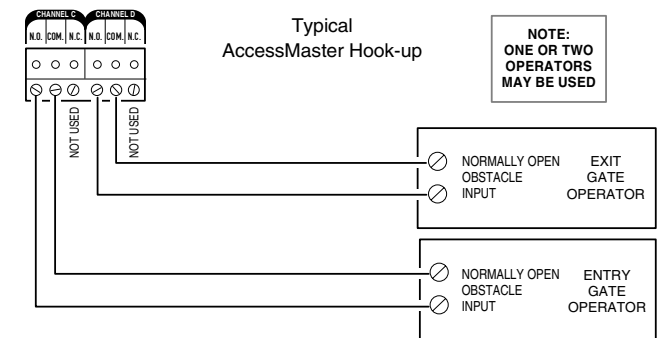 CHANNEL C CHANNEL D
N.O. COM. N.C. N.O. COM. N.C.
NOT USED
NOT USED
Typical
AccessMaster Hook-up
NOTE:
ONE OR TWO
OPERATORS
MAY BE USED
NORMALLY OPEN
OBSTACLE
INPUT
EXIT
GATE
OPERATOR
NORMALLY OPEN
OBSTACLE
INPUT
ENTRY
GATE
OPERATOR